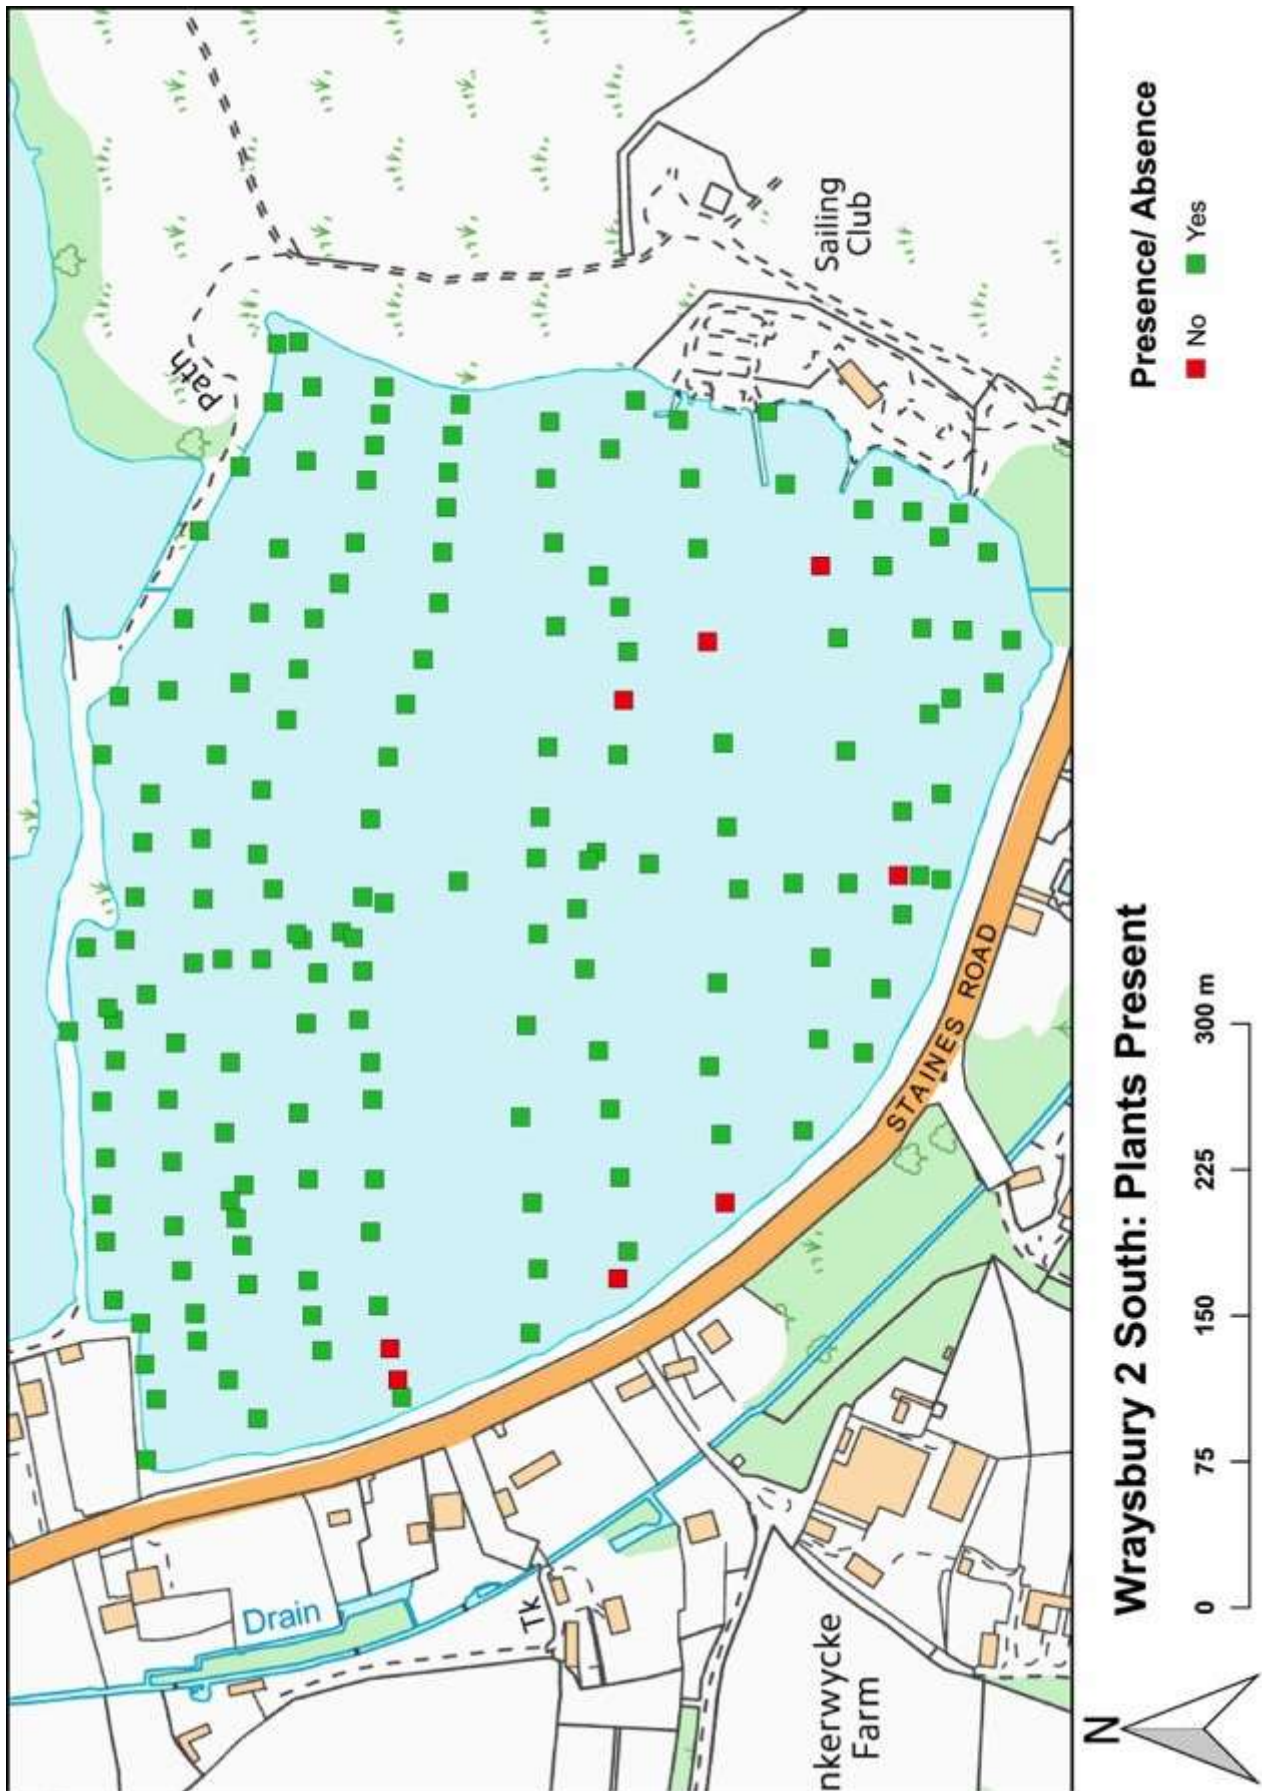 Path
Sailing
Club
STAINES ROAD
Drain
Tk
nkerwycke
Farm
Wraysbury 2 South: Plants Present
Presence/ Absence
No
Yes
0
75
150
225
300 m
N